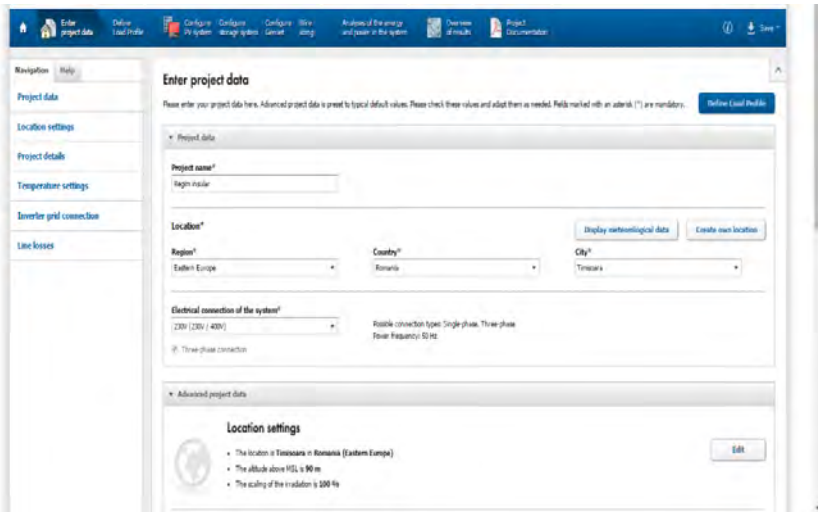 Enter project data
Define Load Profile
Configure PV system
Configure storage system
Configure Genset
Wire sizing
Analyses of the energy and power in the system
Overview of results
Project Documentation
Save
Navigation Help
Project data
Location settings
Project details
Temperature settings
Inverter grid connection
Line losses
Enter project data
Please enter your project data here. Advanced project data is preset to typical default values. Please check these values and adapt them as needed. Fields marked with an asterisk (*) are mandatory.
Define Load Profile
Project data
Project name*
Regim insular
Location*
Display meteorological data
Create own location
Region* Country* City*
Eastern Europe Romania Timisoara
Electrical connection of the system*
230V (230V / 400V)
Possible connection types: Single-phase, Three-phase
Power frequency: 50 Hz
Three-phase connection
Advanced project data
Location settings
Edit
• The location is Timisoara in Romania (Eastern Europe)
• The altitude above MSL is 90 m
• The scaling of the irradiation is 100 %